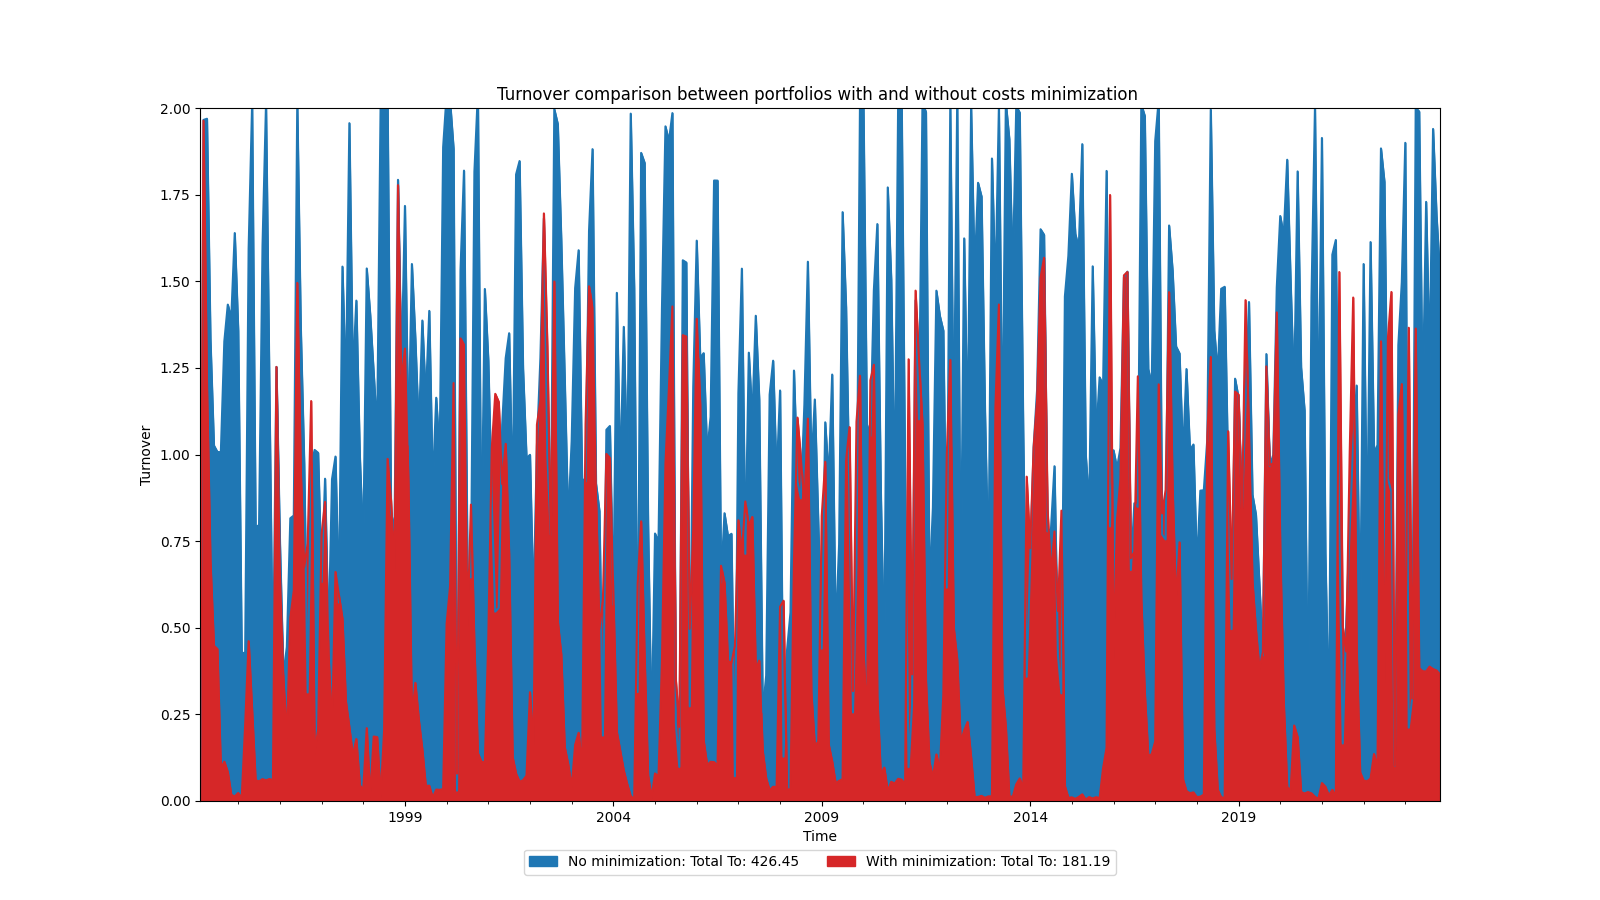 Turnover comparison between portfolios with and without costs minimization
2.00
1.75
1.50
1.25
1.00
0.75
0.50
0.25
0.00
Turnover
1999 2004 2009 2014 2019
Time
No minimization: Total To: 426.45 With minimization: Total To: 181.19